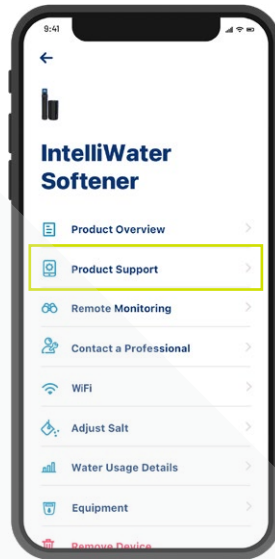 9:41
IntelliWater
Softener
Product Overview
Product Support
Remote Monitoring
Contact a Professional
WiFi
Adjust Salt
Water Usage Details
Equipment
Remove Device